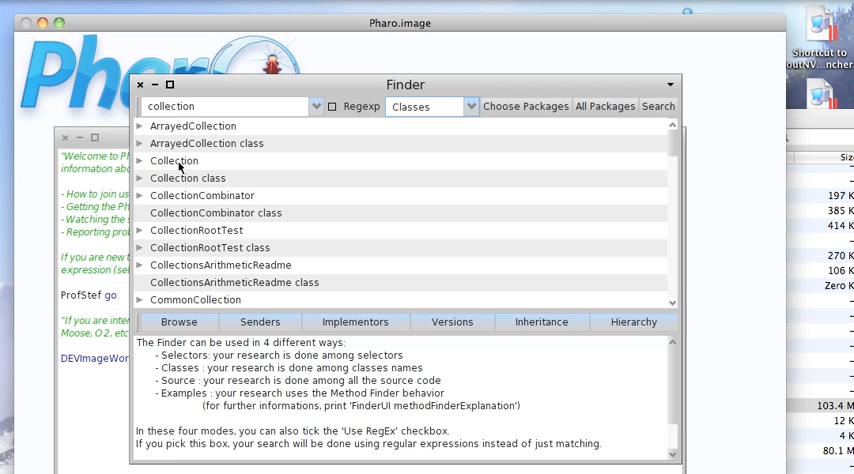 Pharo.image
Shortcut to
outNV...ncher
Phar
Finder
collection
Regexp
Classes
Choose Packages
All Packages
Search
ArrayedCollection
ArrayedCollection class
Collection
Collection class
CollectionCombinator
CollectionCombinator class
CollectionRootTest
CollectionRootTest class
CollectionsArithmeticReadme
CollectionsArithmeticReadme class
CommonCollection
Browse
Senders
Implementors
Versions
Inheritance
Hierarchy
The Finder can be used in 4 different ways:
- Selectors: your research is done among selectors
- Classes : your research is done among classes names
- Source : your research is done among all the source code
- Examples : your research uses the Method Finder behavior
(for further informations, print 'FinderUI methodFinderExplanation')
In these four modes, you can also tick the 'Use RegEx' checkbox.
If you pick this box, your search will be done using regular expressions instead of just matching.
"Welcome to Ph
information abo
- How to join us
- Getting the Ph
- Watching the s
- Reporting prob
If you are new t
expression (sel
ProfStef go
"If you are inter
Moose, O2, etc
DEVImageWor
Siz
--
--
197 K
385 K
414 K
--
270 K
106 K
Zero K
--
--
--
--
--
103.4 M
12 K
4 K
80.1 M